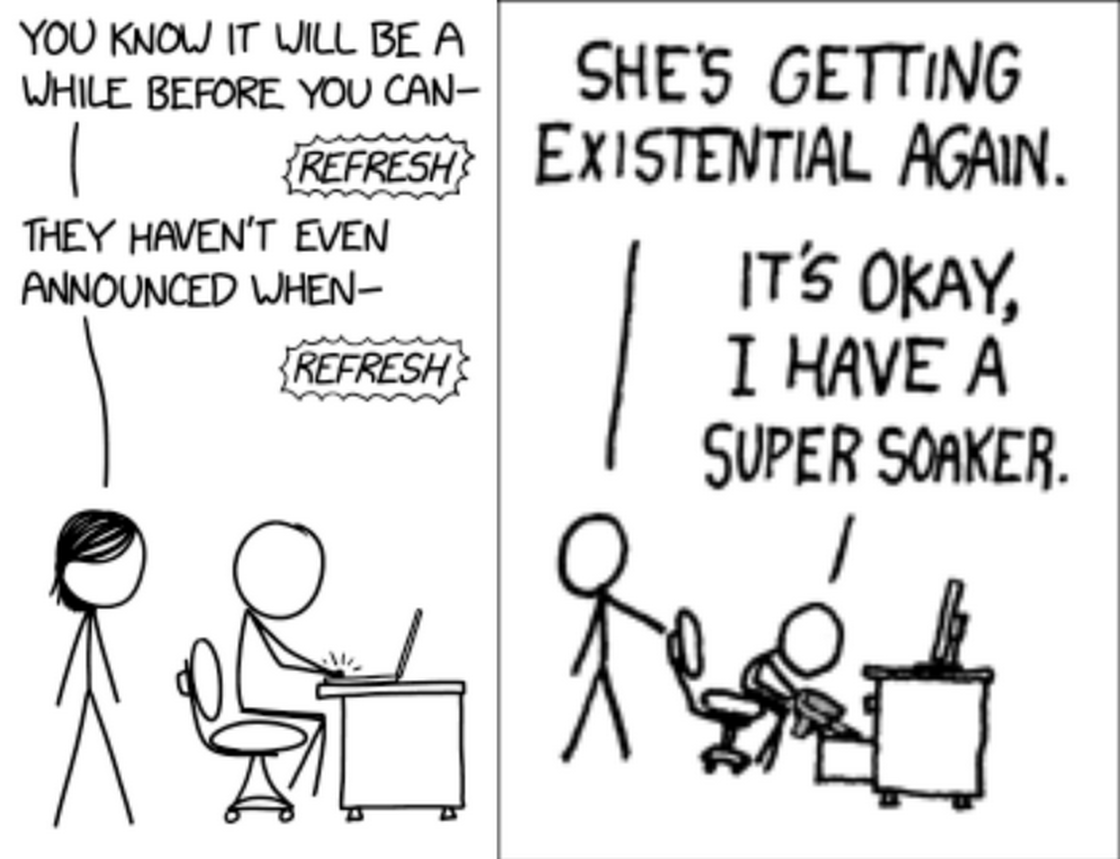 YOU KNOW IT WILL BE A
WHILE BEFORE YOU CAN—
REFRESH
THEY HAVEN'T EVEN
ANNOUNCED WHEN—
REFRESH
SHE'S GETTING
EXISTENTIAL AGAIN.
IT'S OKAY,
I HAVE A
SUPER SOAKER.